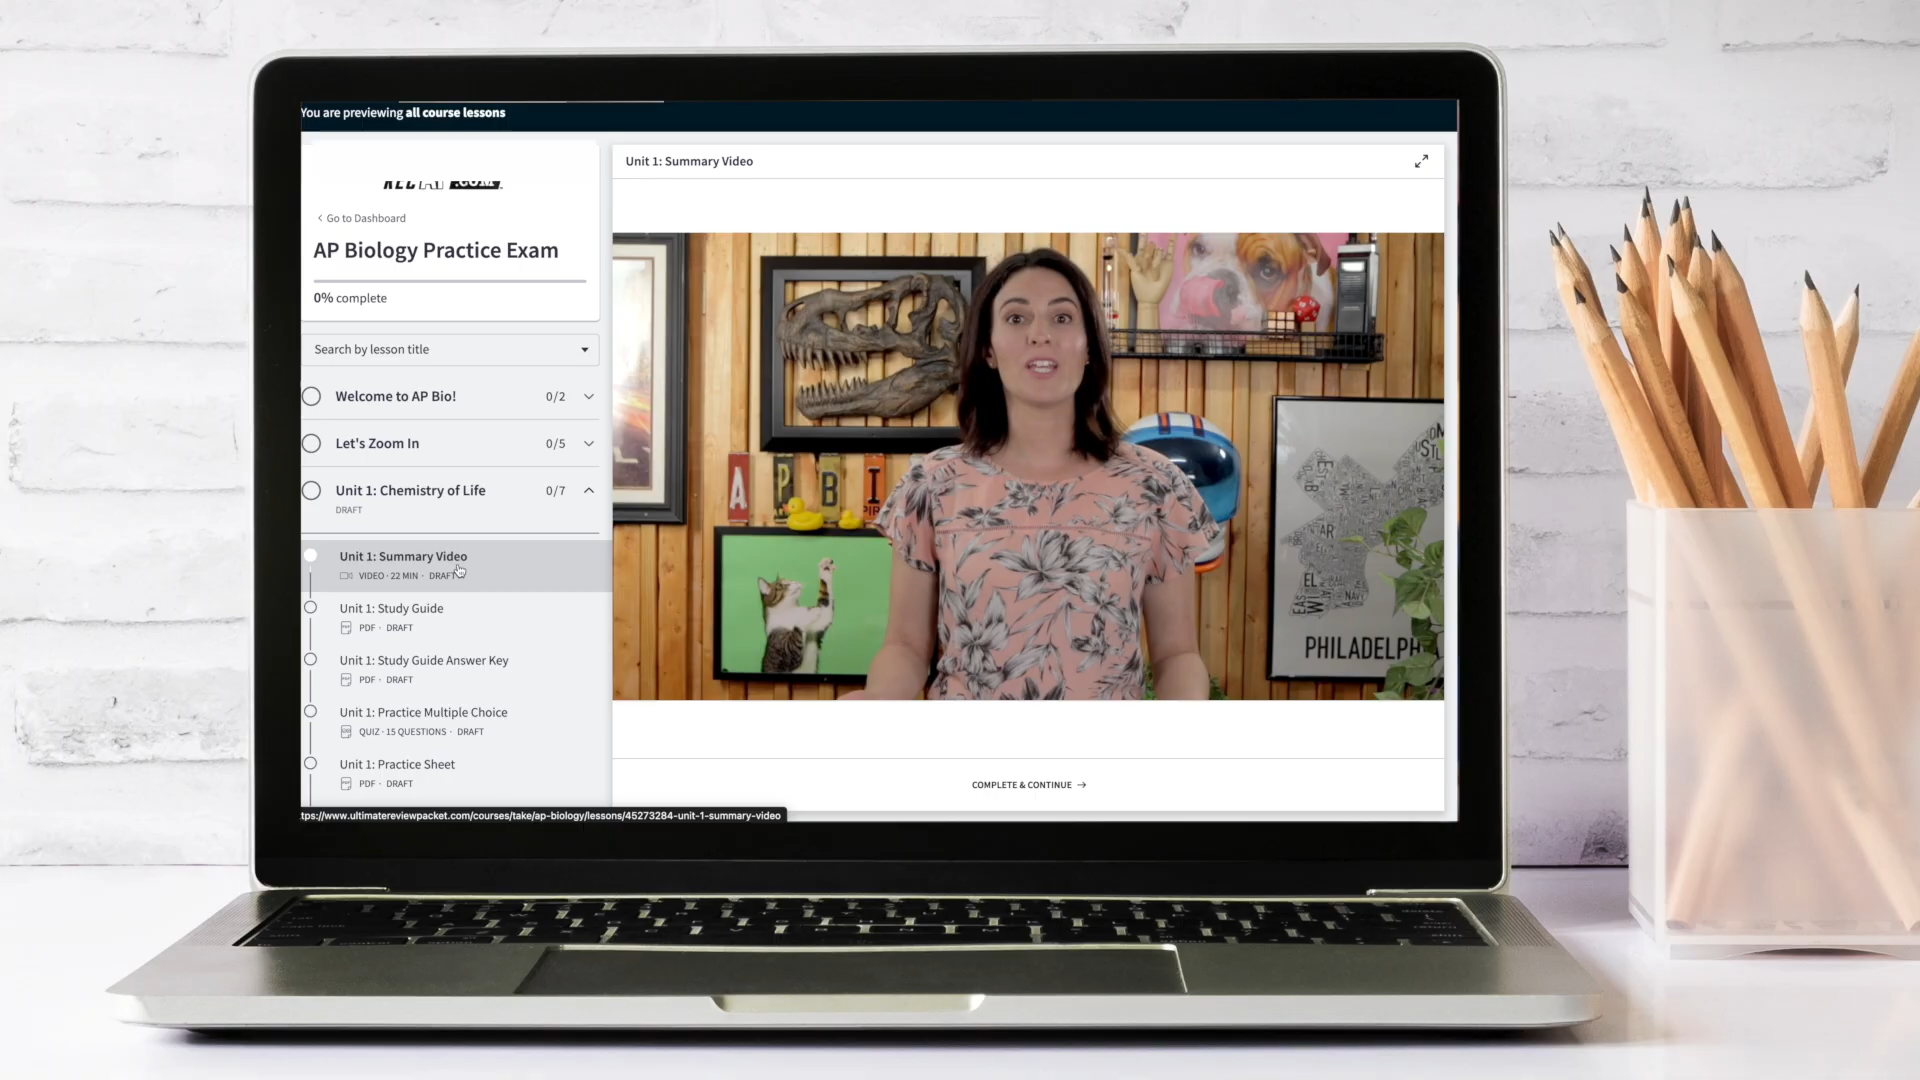 You are previewing all course lessons
Go to Dashboard
AP Biology Practice Exam
0% complete
Search by lesson title
Welcome to AP Bio!
0/2
Let's Zoom In
0/5
Unit 1: Chemistry of Life
0/7
DRAFT
Unit 1: Summary Video
VIDEO · 22 MIN · DRAFT
Unit 1: Study Guide
PDF · DRAFT
Unit 1: Study Guide Answer Key
PDF · DRAFT
Unit 1: Practice Multiple Choice
QUIZ · 15 QUESTIONS · DRAFT
Unit 1: Practice Sheet
PDF · DRAFT
tps://www.ultimatereviewpacket.com/courses/take/ap-biology/lessons/45273284-unit-1-summary-video
Unit 1: Summary Video
A P B I
PHILADELPH
COMPLETE & CONTINUE →